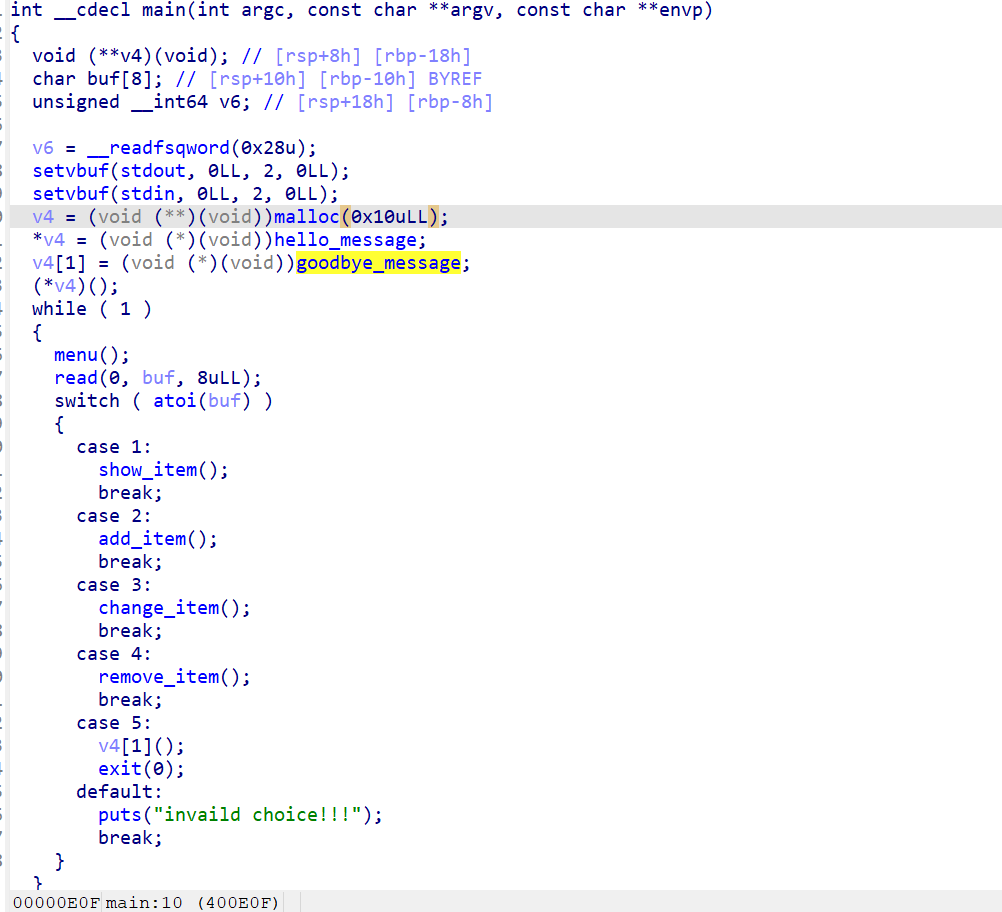 int __cdecl main(int argc, const char **argv, const char **envp)
{
  void (**v4)(void); // [rsp+8h] [rbp-18h]
  char buf[8]; // [rsp+10h] [rbp-10h] BYREF
  unsigned __int64 v6; // [rsp+18h] [rbp-8h]

  v6 = __readfsqword(0x28u);
  setvbuf(stdout, 0LL, 2, 0LL);
  setvbuf(stdin, 0LL, 2, 0LL);
  v4 = (void (**)(void))malloc(0x10uLL);
  *v4 = (void (*)(void))hello_message;
  v4[1] = (void (*)(void))goodbye_message;
  (*v4)();
  while ( 1 )
  {
    menu();
    read(0, buf, 8uLL);
    switch ( atoi(buf) )
    {
      case 1:
        show_item();
        break;
      case 2:
        add_item();
        break;
      case 3:
        change_item();
        break;
      case 4:
        remove_item();
        break;
      case 5:
        v4[1]();
        exit(0);
      default:
        puts("invaild choice!!!");
        break;
    }
  }
00000E0F main:10 (400E0F)